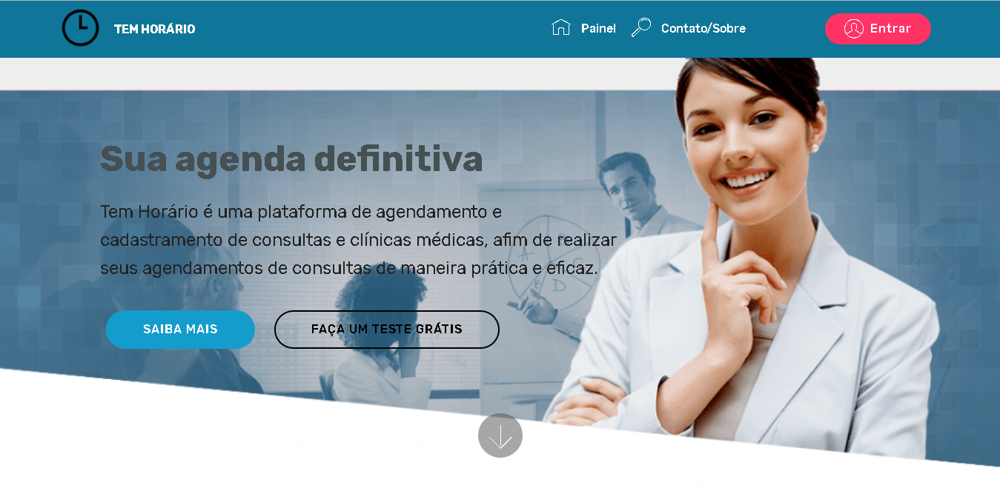 TEM HORÁRIO
Painel
Contato/Sobre
Entrar
Sua agenda definitiva
Tem Horário é uma plataforma de agendamento e
cadastramento de consultas e clínicas médicas, afim de realizar
seus agendamentos de consultas de maneira prática e eficaz.
SAIBA MAIS
FAÇA UM TESTE GRÁTIS